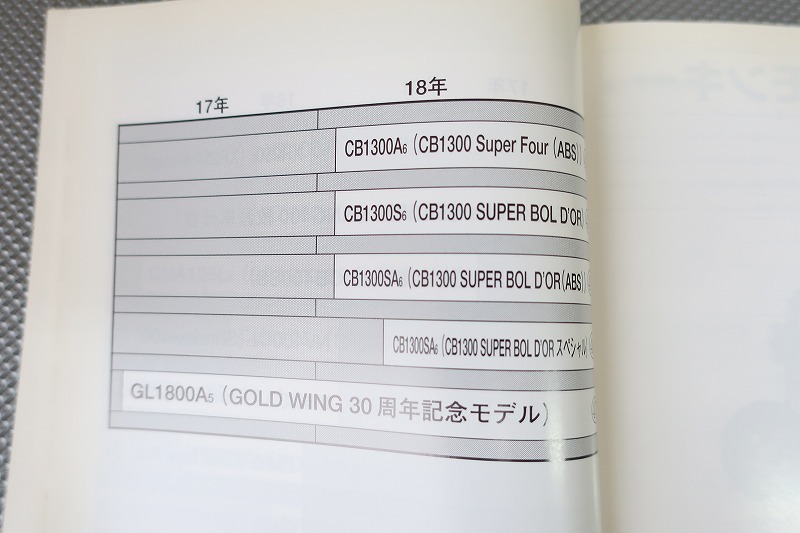 17年 18年
CB1300A6 (CB1300 Super Four (ABS))
CB1300S6 (CB1300 SUPER BOL D'OR)
CB1300SA6 (CB1300 SUPER BOL D'OR (ABS))
CB1300SA6 (CB1300 SUPER BOL D'OR スペシャル)
GL1800A5 (GOLD WING 30 周年記念モデル)